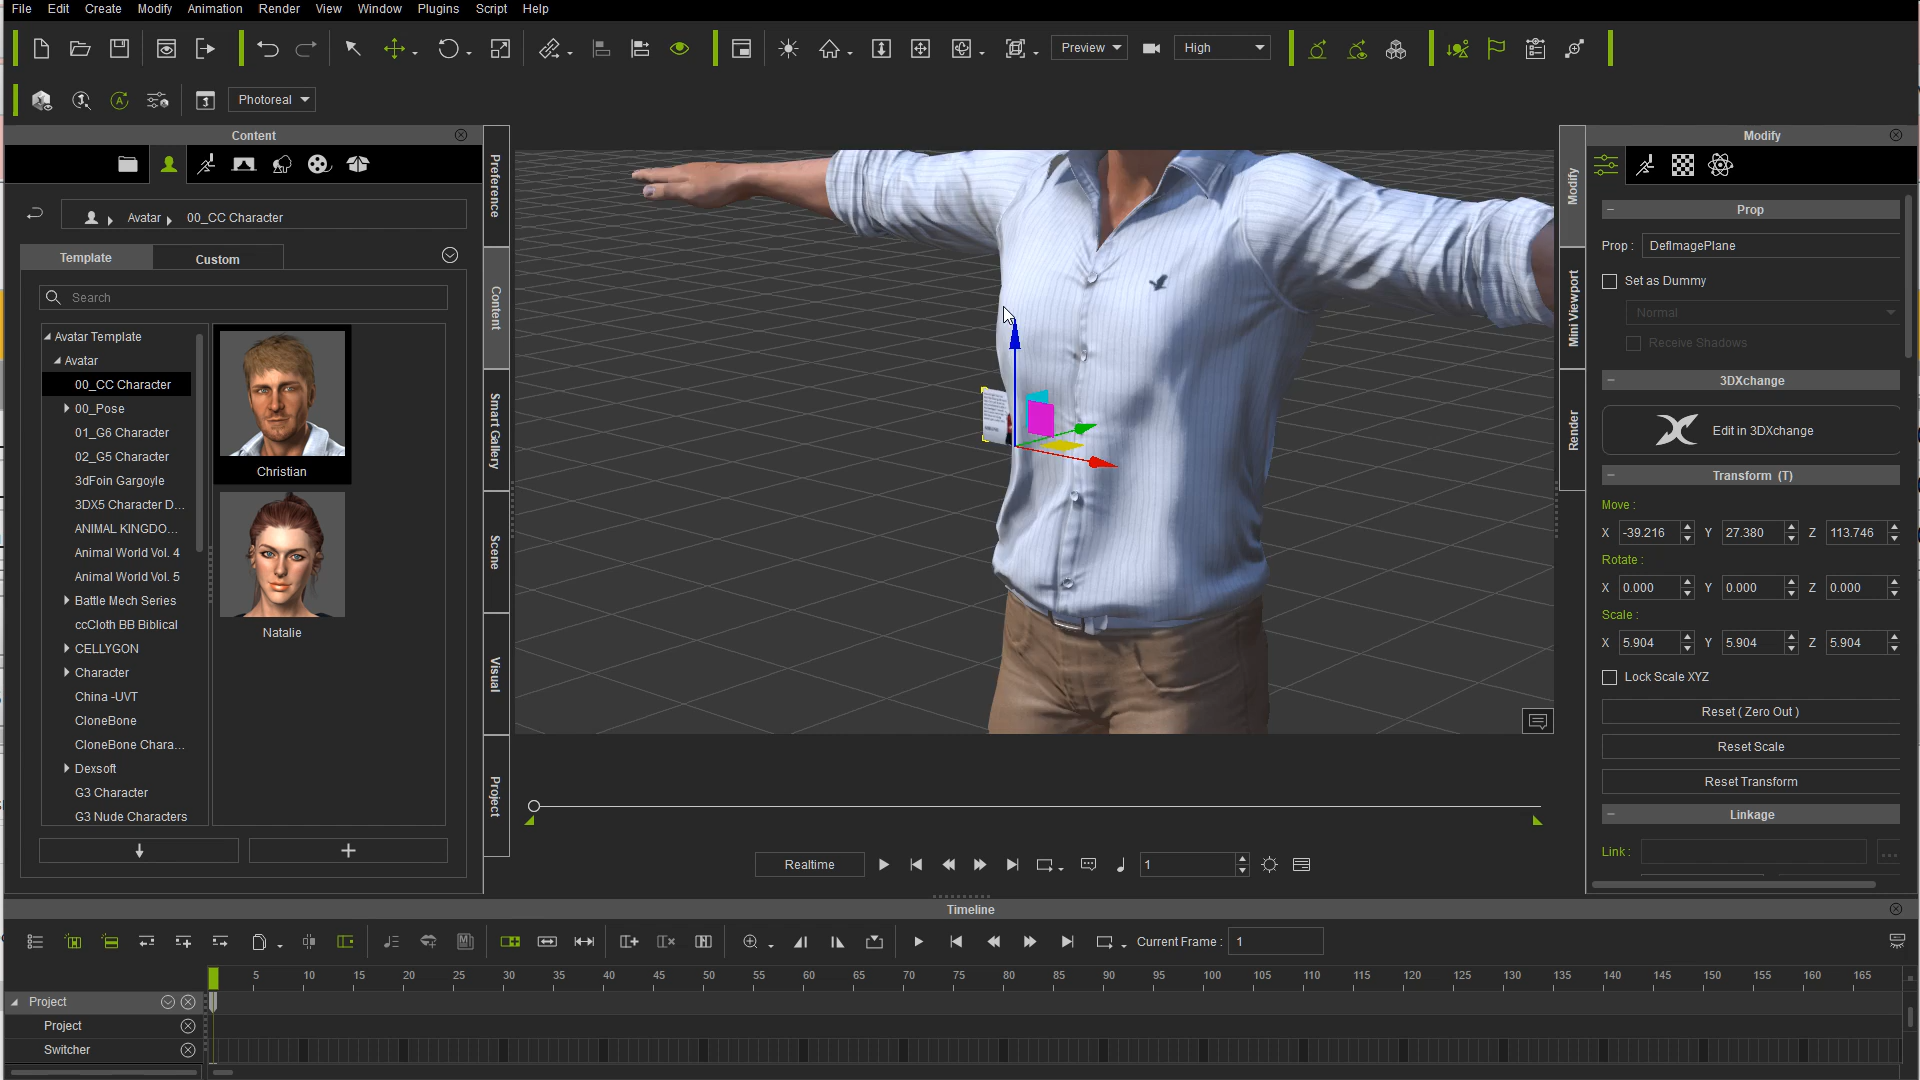 File Edit Create Modify Animation Render View Window Plugins Script Help
Preview High
Photoreal
Content
Avatar 00_CC Character
Template Custom
Search
Avatar Template
Avatar
00_CC Character
00_Pose
01_G6 Character
02_G5 Character
3dFoin Gargoyle
3DX5 Character D...
ANIMAL KINGDO...
Animal World Vol. 4
Animal World Vol. 5
Battle Mech Series
ccCloth BB Biblical
CELLYGON
Character
China -UVT
CloneBone
CloneBone Chara...
Dexsoft
G3 Character
G3 Nude Characters
Christian
Natalie
Preference
Content
Smart Gallery
Scene
Visual
Project
Realtime 1
Modify
Mini Viewport
Render
Modify
Prop
Prop : DefImagePlane
Set as Dummy
Normal
Receive Shadows
3DXchange
Edit in 3DXchange
Transform (T)
Move :
X -39.216 Y 27.380 Z 113.746
Rotate :
X 0.000 Y 0.000 Z 0.000
Scale :
X 5.904 Y 5.904 Z 5.904
Lock Scale XYZ
Reset ( Zero Out )
Reset Scale
Reset Transform
Linkage
Link : ...
Timeline
Current Frame : 1
5 10 15 20 25 30 35 40 45 50 55 60 65 70 75 80 85 90 95 100 105 110 115 120 125 130 135 140 145 150 155 160 165
Project
Project
Switcher